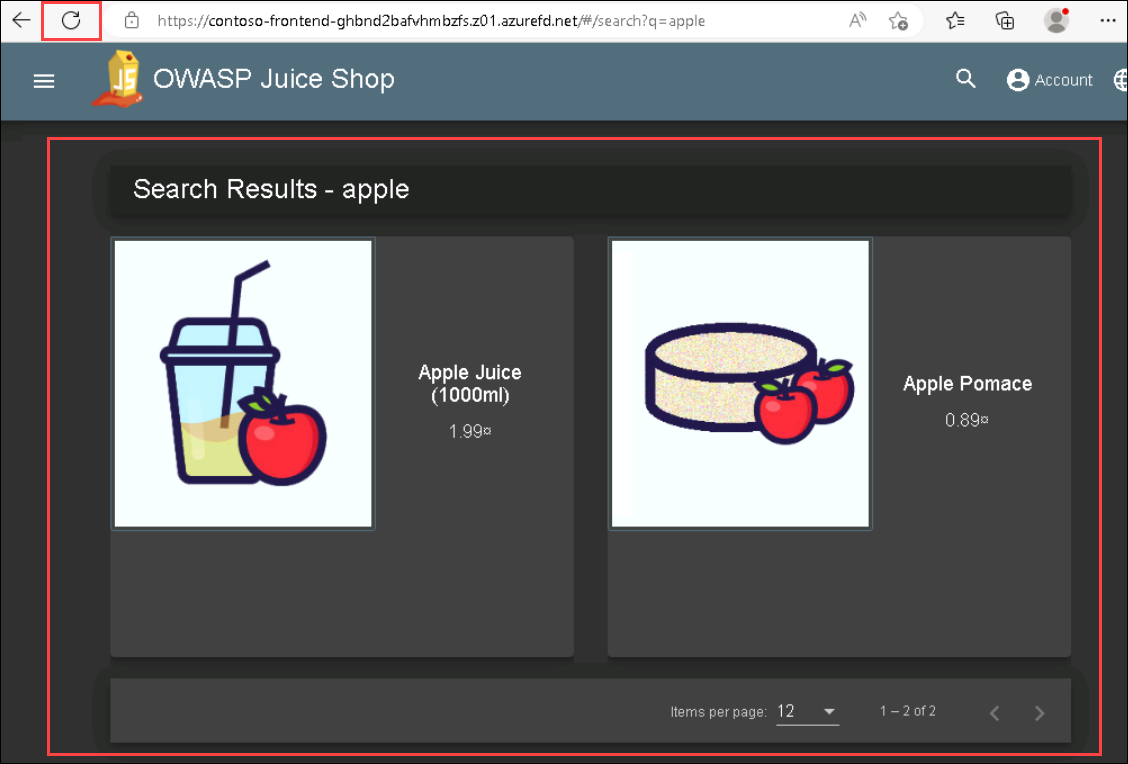 https://contoso-frontend-ghbnd2bafvhmbzfs.z01.azurefd.net/#/search?q=apple
OWASP Juice Shop
Account
Search Results - apple
Apple Juice
(1000ml)
1.99¤
Apple Pomace
0.89¤
Items per page: 12
1 – 2 of 2